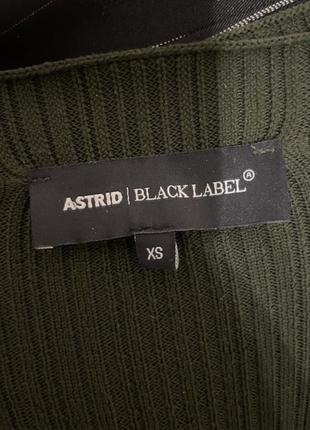 ASTRID | BLACK LABEL Ⓐ
XS